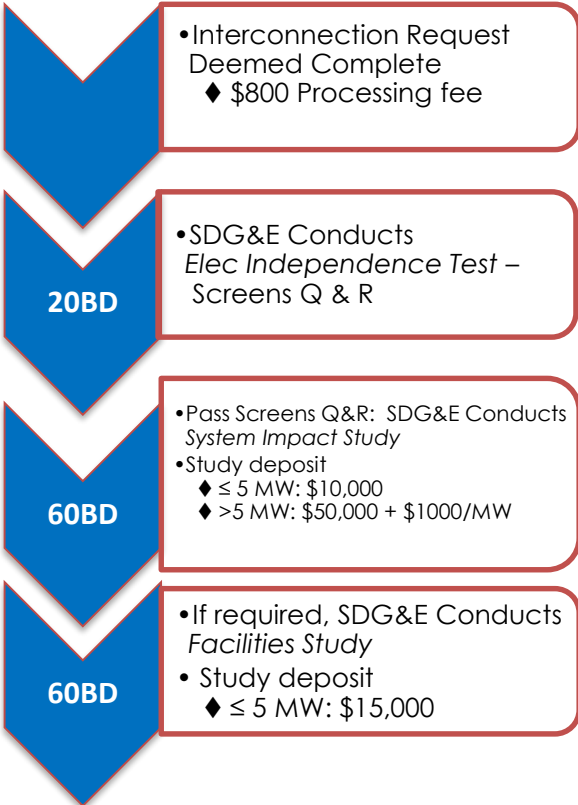 •Interconnection Request
Deemed Complete
♦ $800 Processing fee
20BD
•SDG&E Conducts
Elec Independence Test –
Screens Q & R
60BD
•Pass Screens Q&R: SDG&E Conducts
System Impact Study
•Study deposit
♦ ≤ 5 MW: $10,000
♦ >5 MW: $50,000 + $1000/MW
60BD
•If required, SDG&E Conducts
Facilities Study
• Study deposit
♦ ≤ 5 MW: $15,000